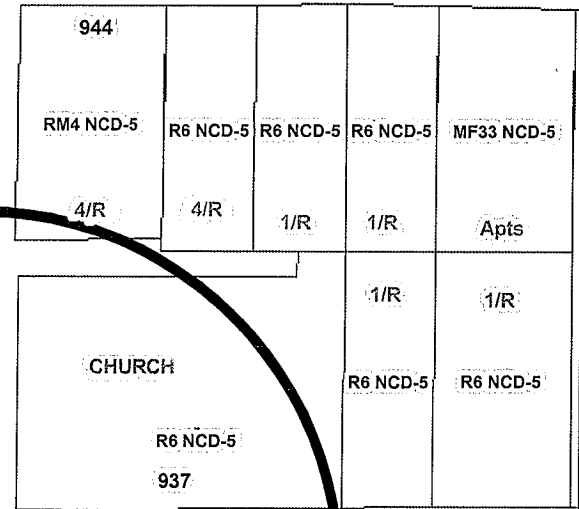 944
RM4 NCD-5
R6 NCD-5
R6 NCD-5
R6 NCD-5
MF33 NCD-5
4/R
4/R
1/R
1/R
Apts
1/R
1/R
CHURCH
R6 NCD-5
R6 NCD-5
R6 NCD-5
937